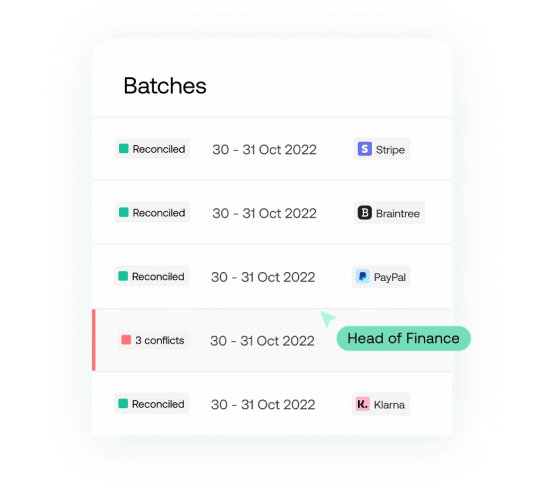 Batches
Reconciled 30 - 31 Oct 2022 S Stripe
Reconciled 30 - 31 Oct 2022 B Braintree
Reconciled 30 - 31 Oct 2022 PayPal
3 conflicts 30 - 31 Oct 2022 Head of Finance
Reconciled 30 - 31 Oct 2022 K. Klarna